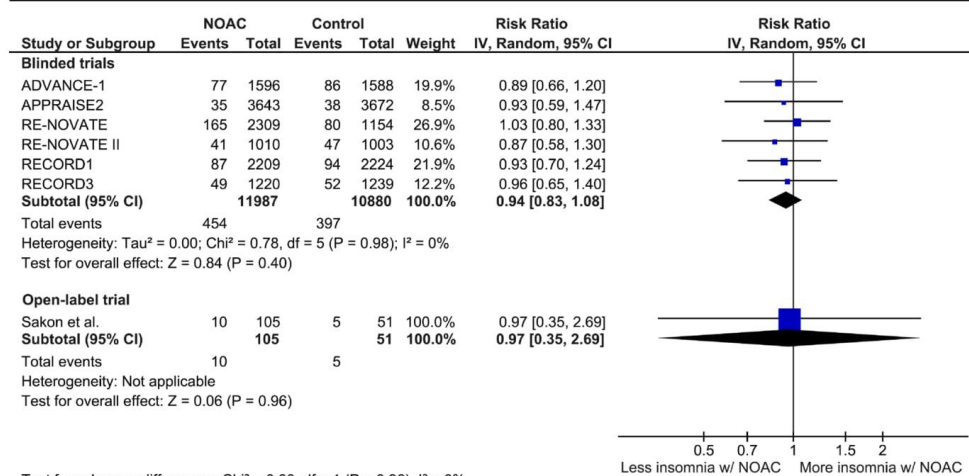 NOAC Control Risk Ratio Risk Ratio
Study or Subgroup Events Total Events Total Weight IV, Random, 95% CI IV, Random, 95% CI
Blinded trials
ADVANCE-1 77 1596 86 1588 19.9% 0.89 [0.66, 1.20]
APPRAISE2 35 3643 38 3672 8.5% 0.93 [0.59, 1.47]
RE-NOVATE 165 2309 80 1154 26.9% 1.03 [0.80, 1.33]
RE-NOVATE II 41 1010 47 1003 10.6% 0.87 [0.58, 1.30]
RECORD1 87 2209 94 2224 21.9% 0.93 [0.70, 1.24]
RECORD3 49 1220 52 1239 12.2% 0.96 [0.65, 1.40]
Subtotal (95% CI) 11987 10880 100.0% 0.94 [0.83, 1.08]
Total events 454 397
Heterogeneity: Tau² = 0.00; Chi² = 0.78, df = 5 (P = 0.98); I² = 0%
Test for overall effect: Z = 0.84 (P = 0.40)
Open-label trial
Sakon et al. 10 105 5 51 100.0% 0.97 [0.35, 2.69]
Subtotal (95% CI) 105 51 100.0% 0.97 [0.35, 2.69]
Total events 10 5
Heterogeneity: Not applicable
Test for overall effect: Z = 0.06 (P = 0.96)
0.5 0.7 1 1.5 2
Less insomnia w/ NOAC More insomnia w/ NOAC